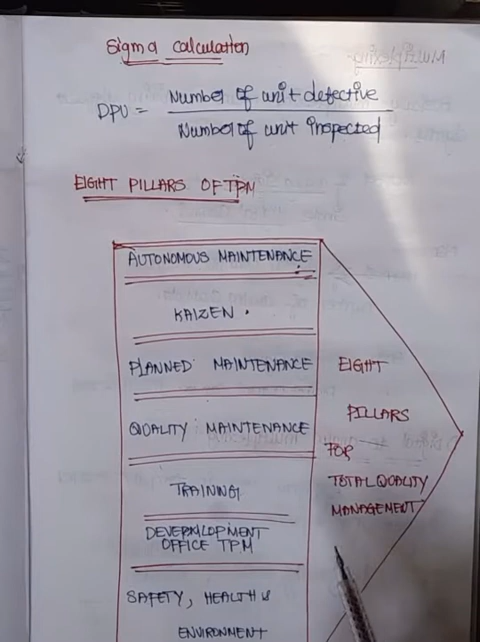 Sigma calculation
DPU = Number of unit defective
Number of unit inspected
EIGHT PILLARS OF TPM
AUTONOMOUS MAINTENANCE
KAIZEN.
PLANNED MAINTENANCE
QUALITY MAINTENANCE
TRAINING
OFFICE TPM
SAFETY, HEALTH &
ENVIRONMENT
EIGHT
PILLARS
FOR
TOTAL QUALITY
MANAGEMENT